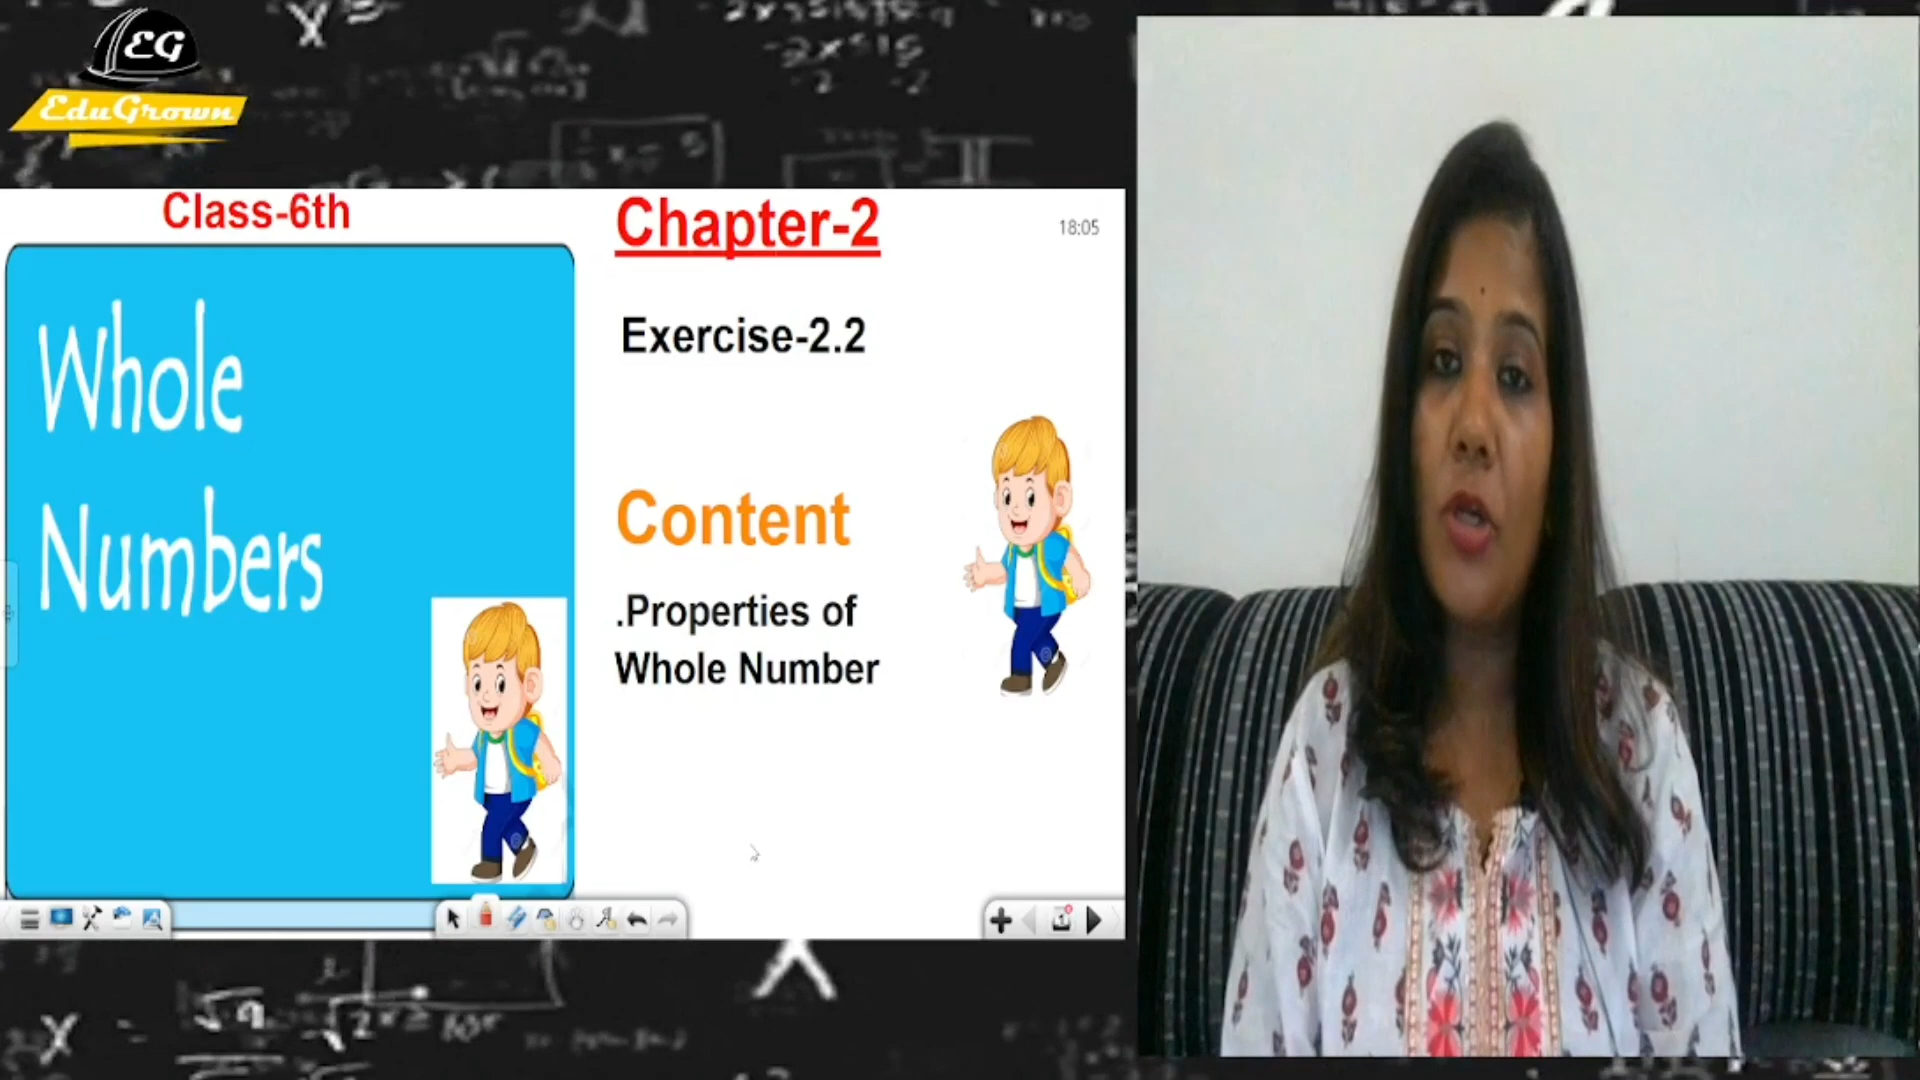 EG
EduGrown
Class-6th
Whole
Numbers
Chapter-2
18:05
Exercise-2.2
Content
.Properties of
Whole Number